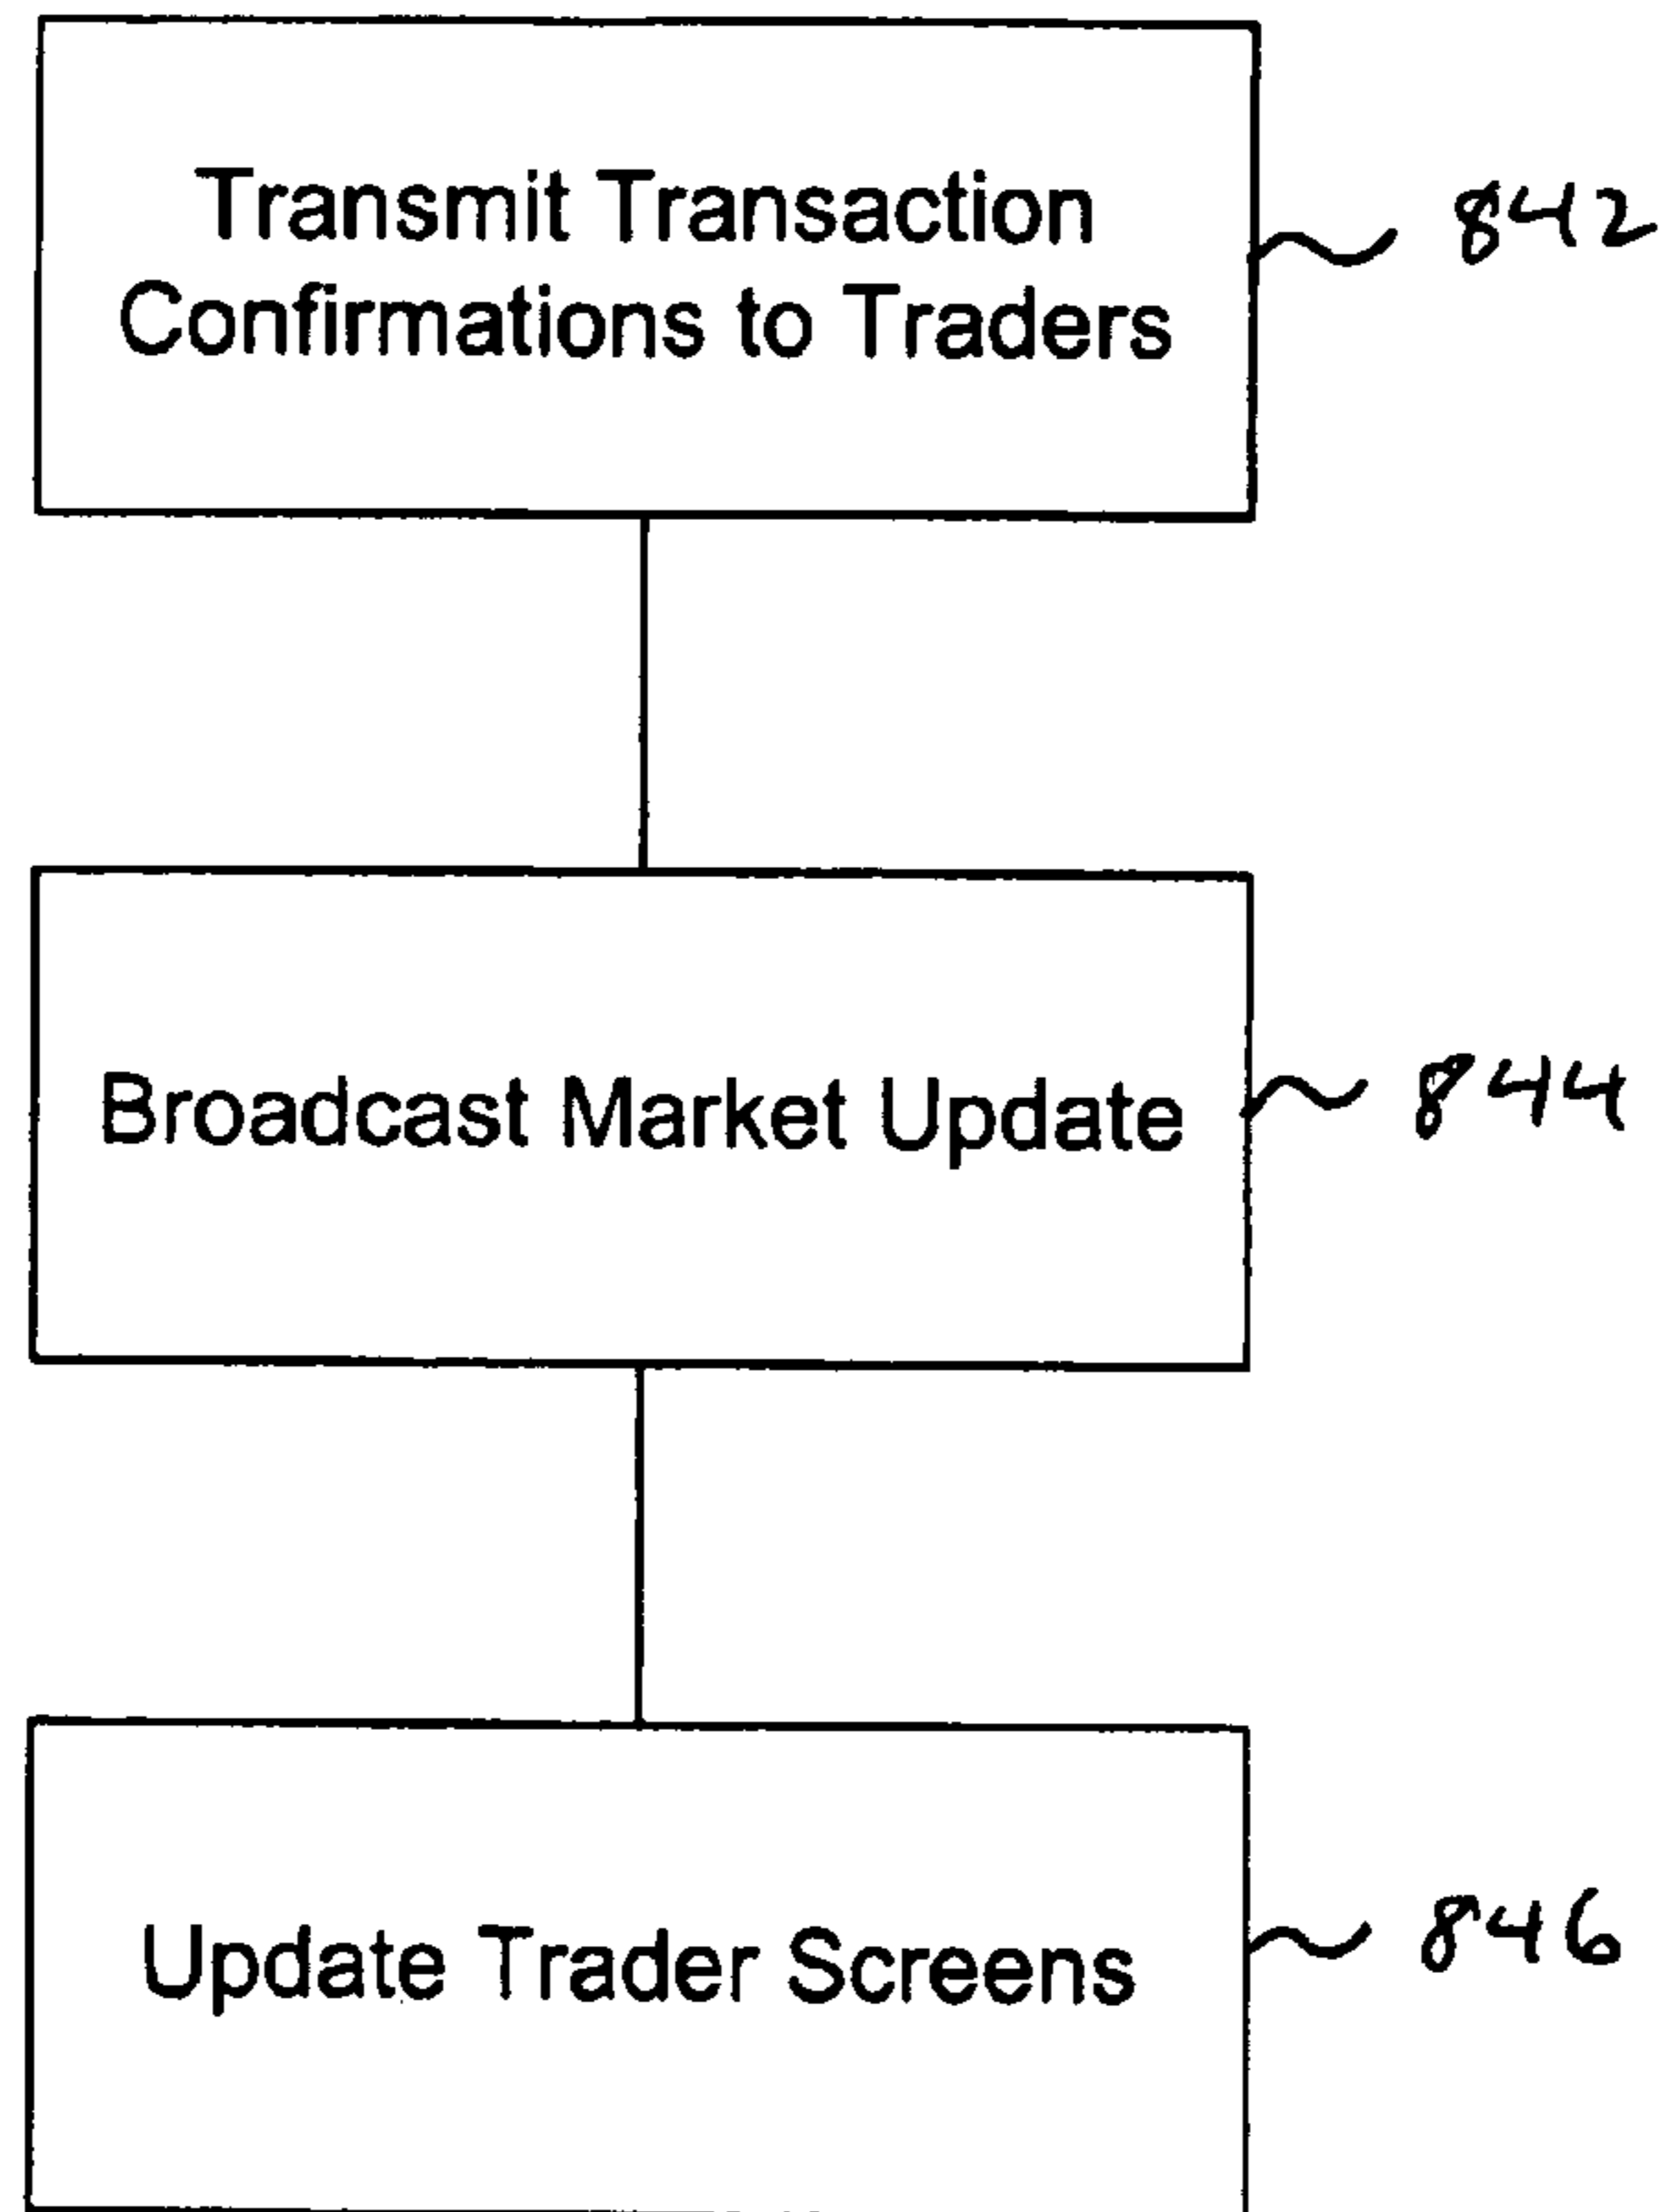 Transmit Transaction
Confirmations to Traders
842
Broadcast Market Update
844
Update Trader Screens
846